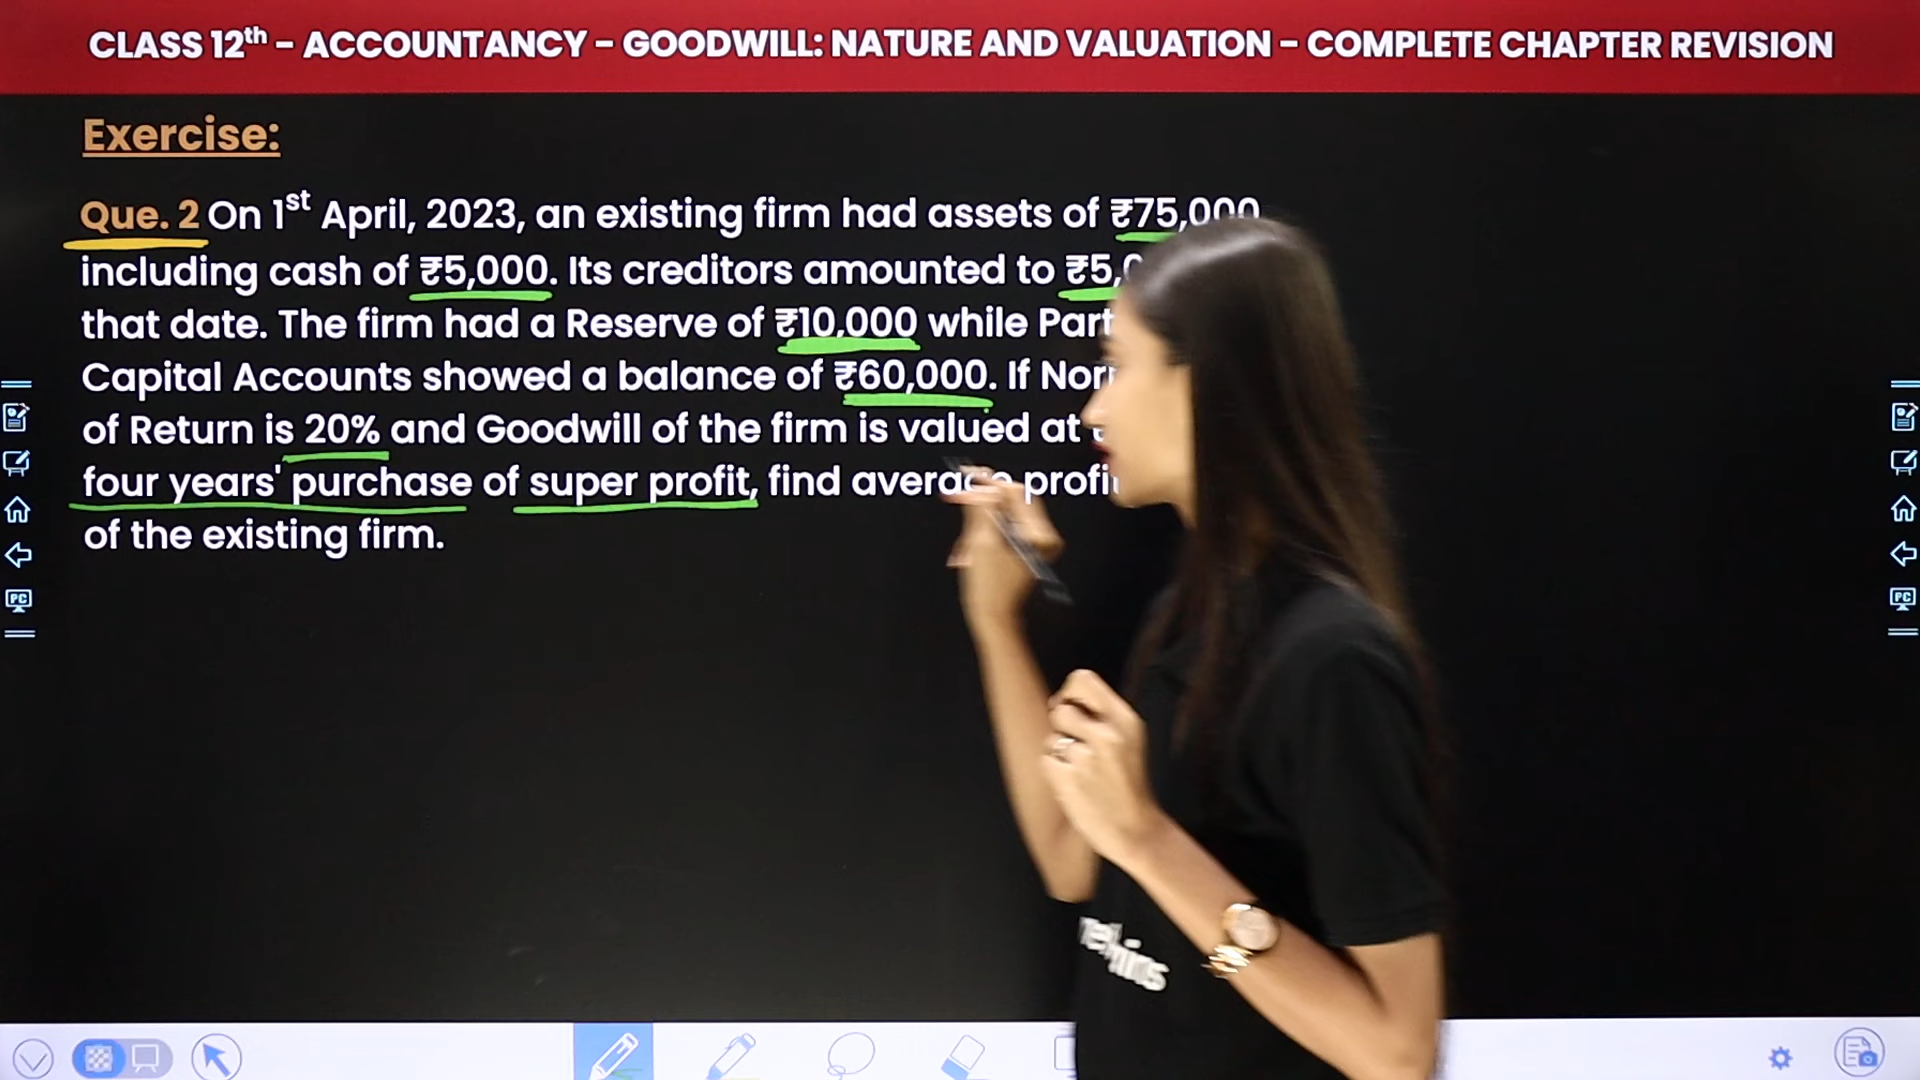 CLASS 12th – ACCOUNTANCY – GOODWILL: NATURE AND VALUATION – COMPLETE CHAPTER REVISION
Exercise:
Que. 2 On 1st April, 2023, an existing firm had assets of ₹75,000
including cash of ₹5,000. Its creditors amounted to
that date. The firm had a Reserve of ₹10,000 while
Capital Accounts showed a balance of ₹60,000. If
of Return is 20% and Goodwill of the firm is valued at
four years' purchase of super profit, find average
of the existing firm.
PC
PC